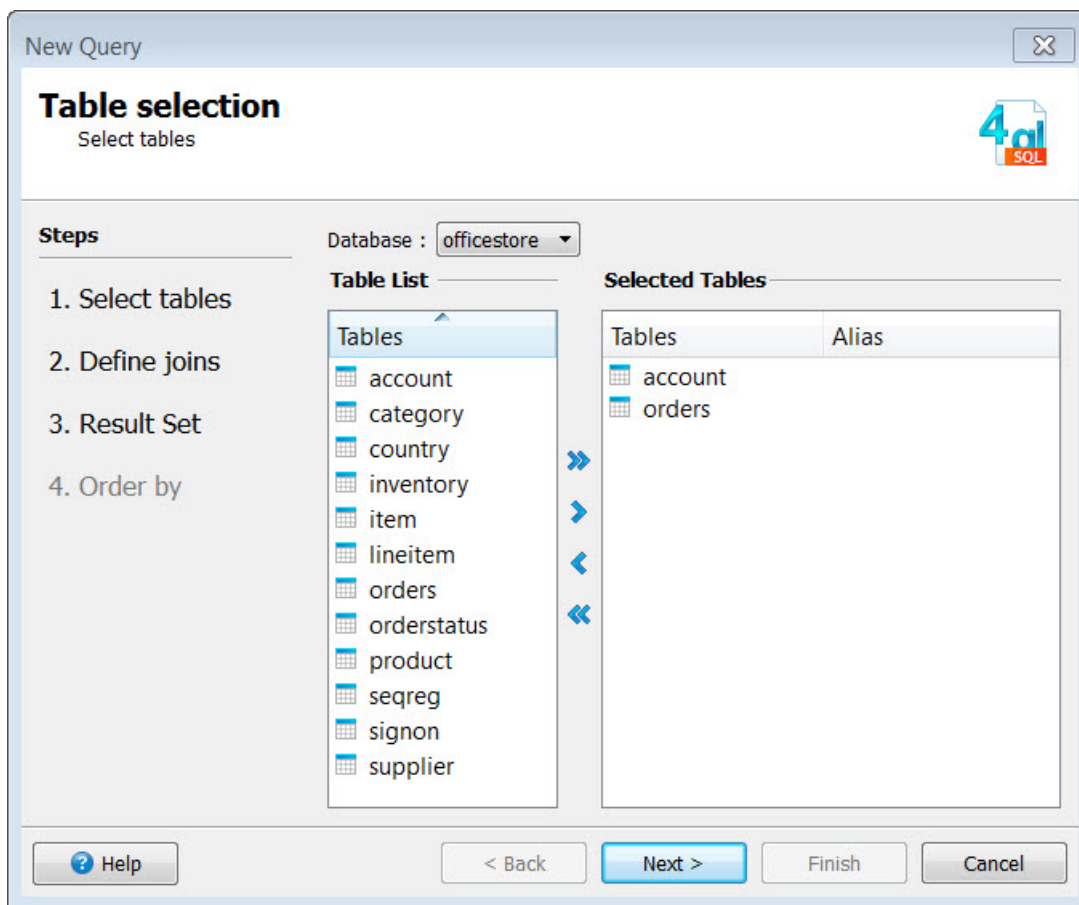 New Query
Table selection
Select tables
4gl
SQL
Steps
1. Select tables
2. Define joins
3. Result Set
4. Order by
Database : officestore
Table List
Tables
account
category
country
inventory
item
lineitem
orders
orderstatus
product
seqreg
signon
supplier
Selected Tables
Tables Alias
account
orders
Help
< Back
Next >
Finish
Cancel